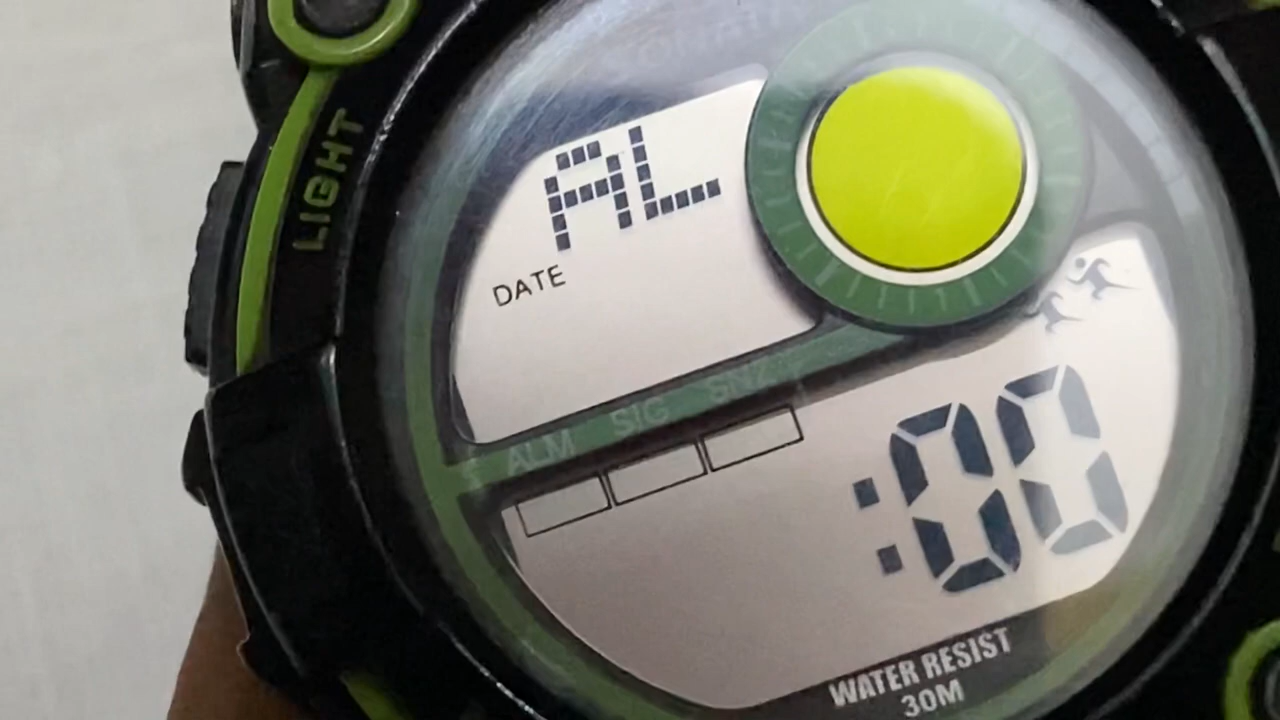 LIGHT
AL
DATE
ALM SIG SNZ
:00
WATER RESIST
30M